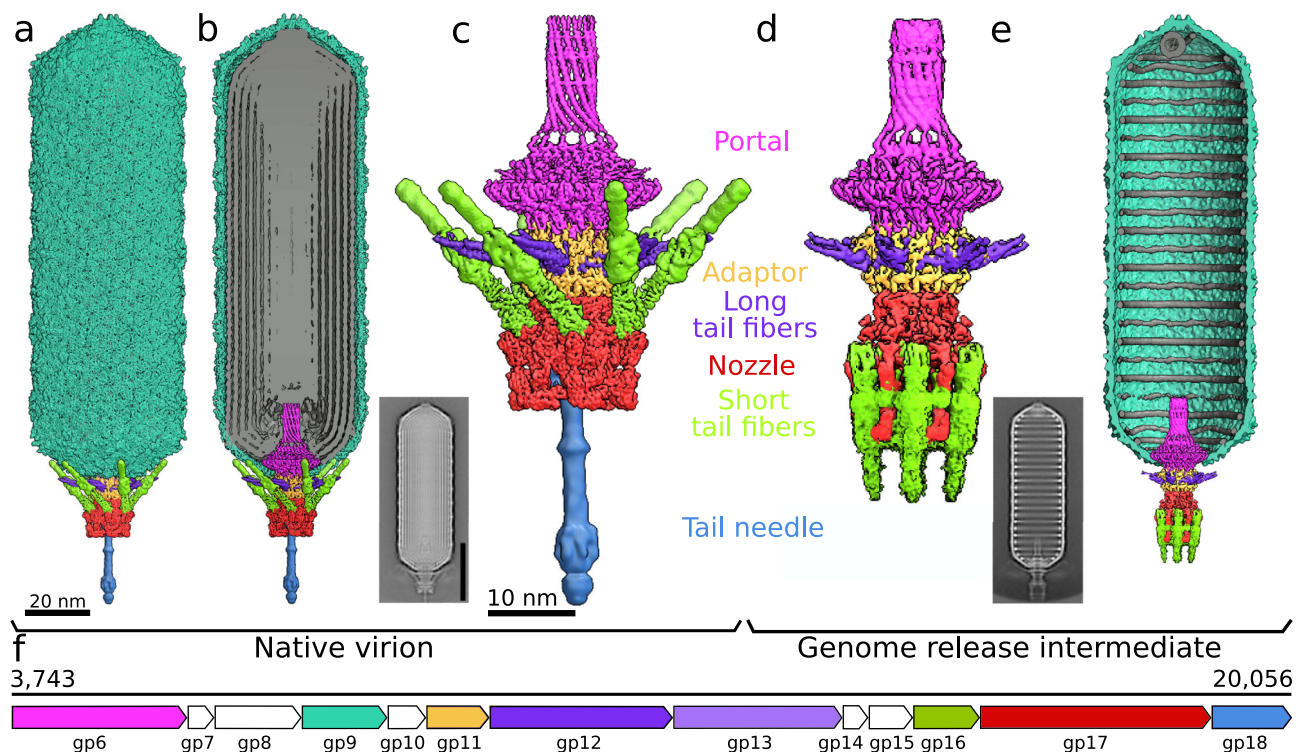 a
b
c
d
e
Portal
Adaptor
Long
tail fibers
Nozzle
Short
tail fibers
Tail needle
20 nm
10 nm
Native virion
Genome release intermediate
f
3,743
20,056
gp6
gp7
gp8
gp9
gp10
gp11
gp12
gp13
gp14
gp15
gp16
gp17
gp18